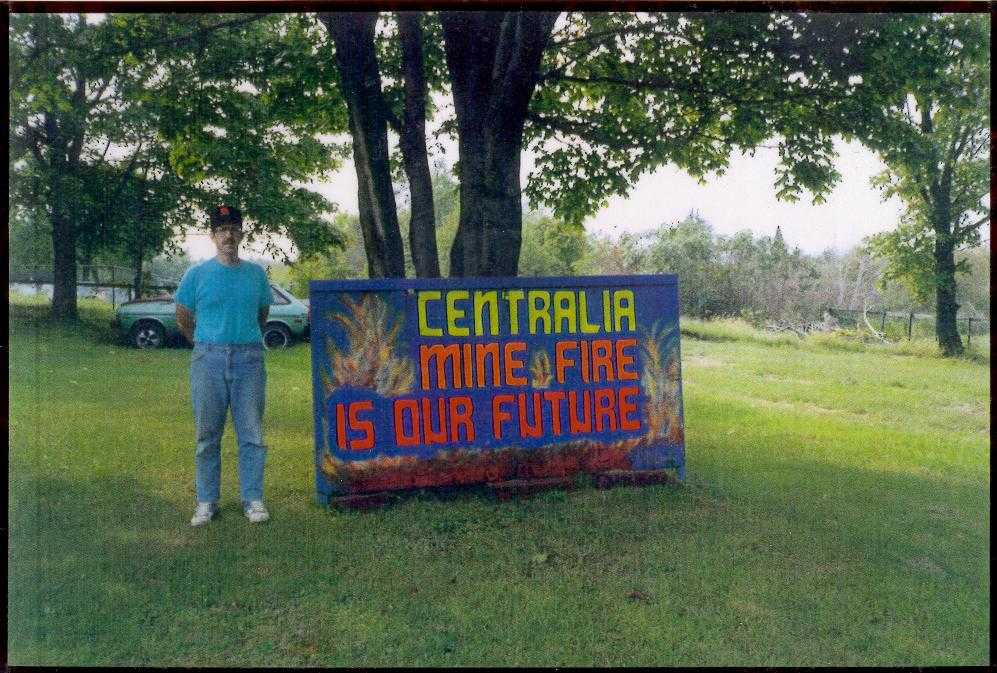 CENTRALIA
MINE FIRE
IS OUR FUTURE